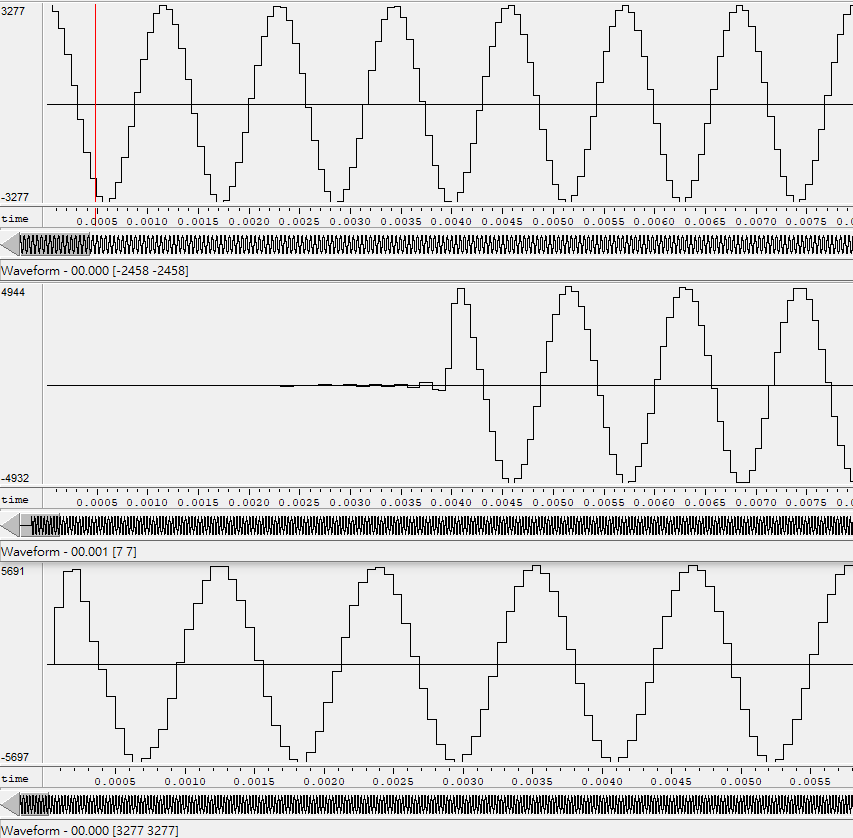 3277
-3277
time 0.0005 0.0010 0.0015 0.0020 0.0025 0.0030 0.0035 0.0040 0.0045 0.0050 0.0055 0.0060 0.0065 0.0070 0.0075 0.
Waveform - 00.000 [-2458 -2458]
4944
-4932
time 0.0005 0.0010 0.0015 0.0020 0.0025 0.0030 0.0035 0.0040 0.0045 0.0050 0.0055 0.0060 0.0065 0.0070 0.0075 0.
Waveform - 00.001 [7 7]
5691
-5697
time 0.0005 0.0010 0.0015 0.0020 0.0025 0.0030 0.0035 0.0040 0.0045 0.0050 0.0055
Waveform - 00.000 [3277 3277]